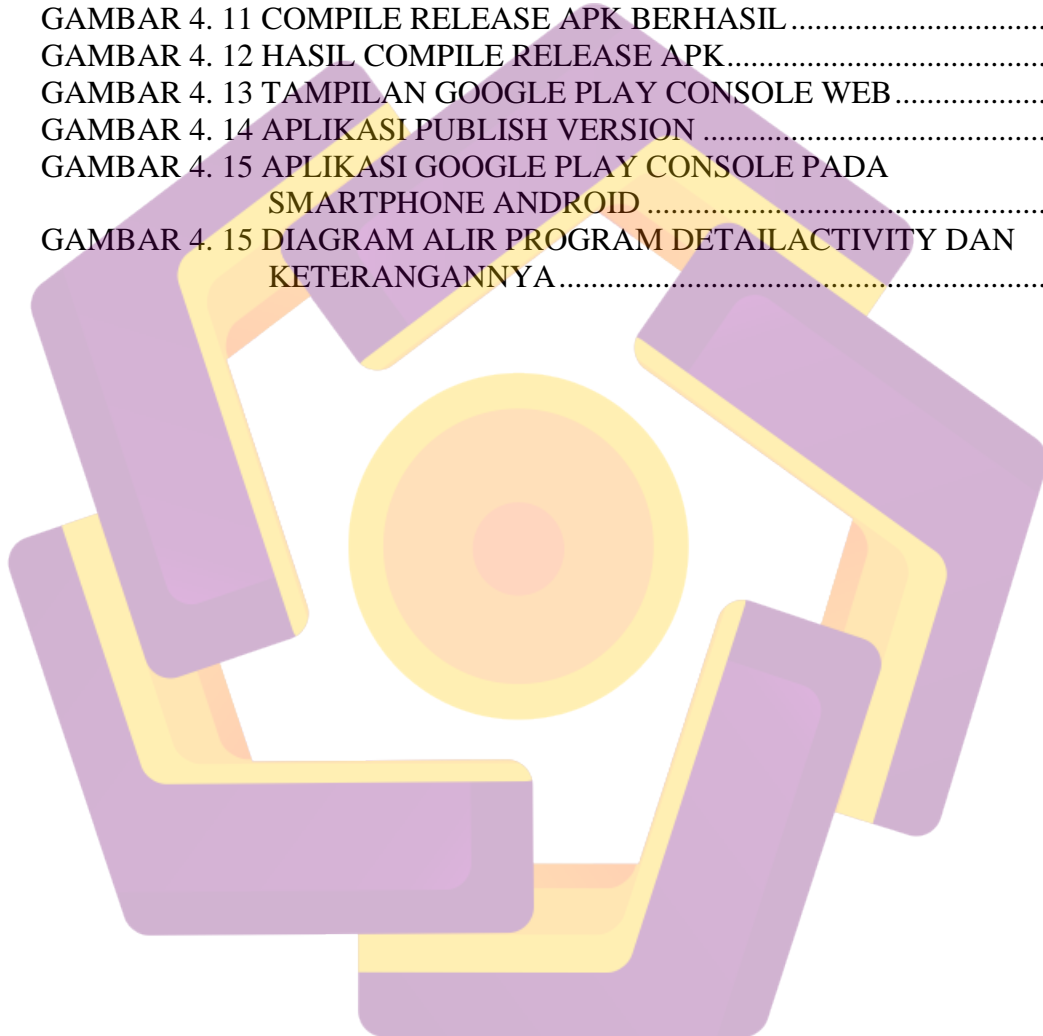 GAMBAR 4. 11 COMPILE RELEASE APK BERHASIL ..........................................
GAMBAR 4. 12 HASIL COMPILE RELEASE APK.....................................................
GAMBAR 4. 13 TAMPILAN GOOGLE PLAY CONSOLE WEB.........................
GAMBAR 4. 14 APLIKASI PUBLISH VERSION .........................................................
GAMBAR 4. 15 APLIKASI GOOGLE PLAY CONSOLE PADA
SMARTPHONE ANDROID ..................................................................
GAMBAR 4. 15 DIAGRAM ALIR PROGRAM DETAILACTIVITY DAN
KETERANGANNYA.................................................................................